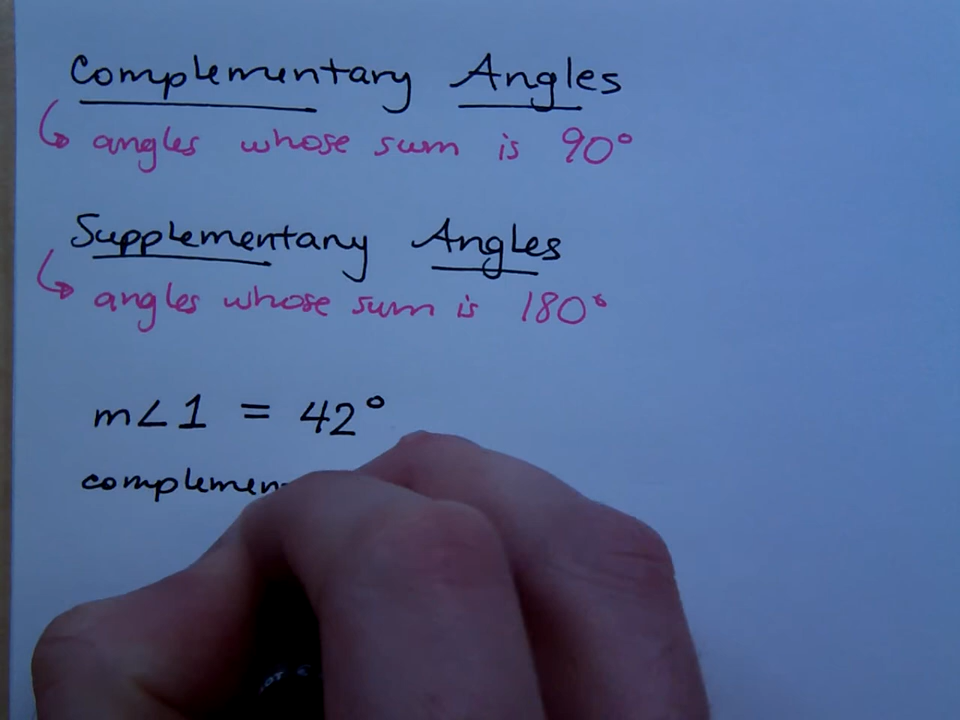 Complementary Angles
angles whose sum is 90°
Supplementary Angles
angles whose sum is 180°
m∠1 = 42°
complemen